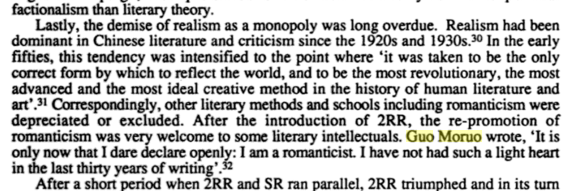 factionalism than literary theory.
Lastly, the demise of realism as a monopoly was long overdue. Realism had been
dominant in Chinese literature and criticism since the 1920s and 1930s.30 In the early
fifties, this tendency was intensified to the point where ‘it was taken to be the only
correct form by which to reflect the world, and to be the most revolutionary, the most
advanced and the most ideal creative method in the history of human literature and
art’.31 Correspondingly, other literary methods and schools including romanticism were
depreciated or excluded. After the introduction of 2RR, the re-promotion of
romanticism was very welcome to some literary intellectuals. Guo Moruo wrote, ‘It is
only now that I dare declare openly: I am a romanticist. I have not had such a light heart
in the last thirty years of writing’.32
After a short period when 2RR and SR ran parallel, 2RR triumphed and in its turn